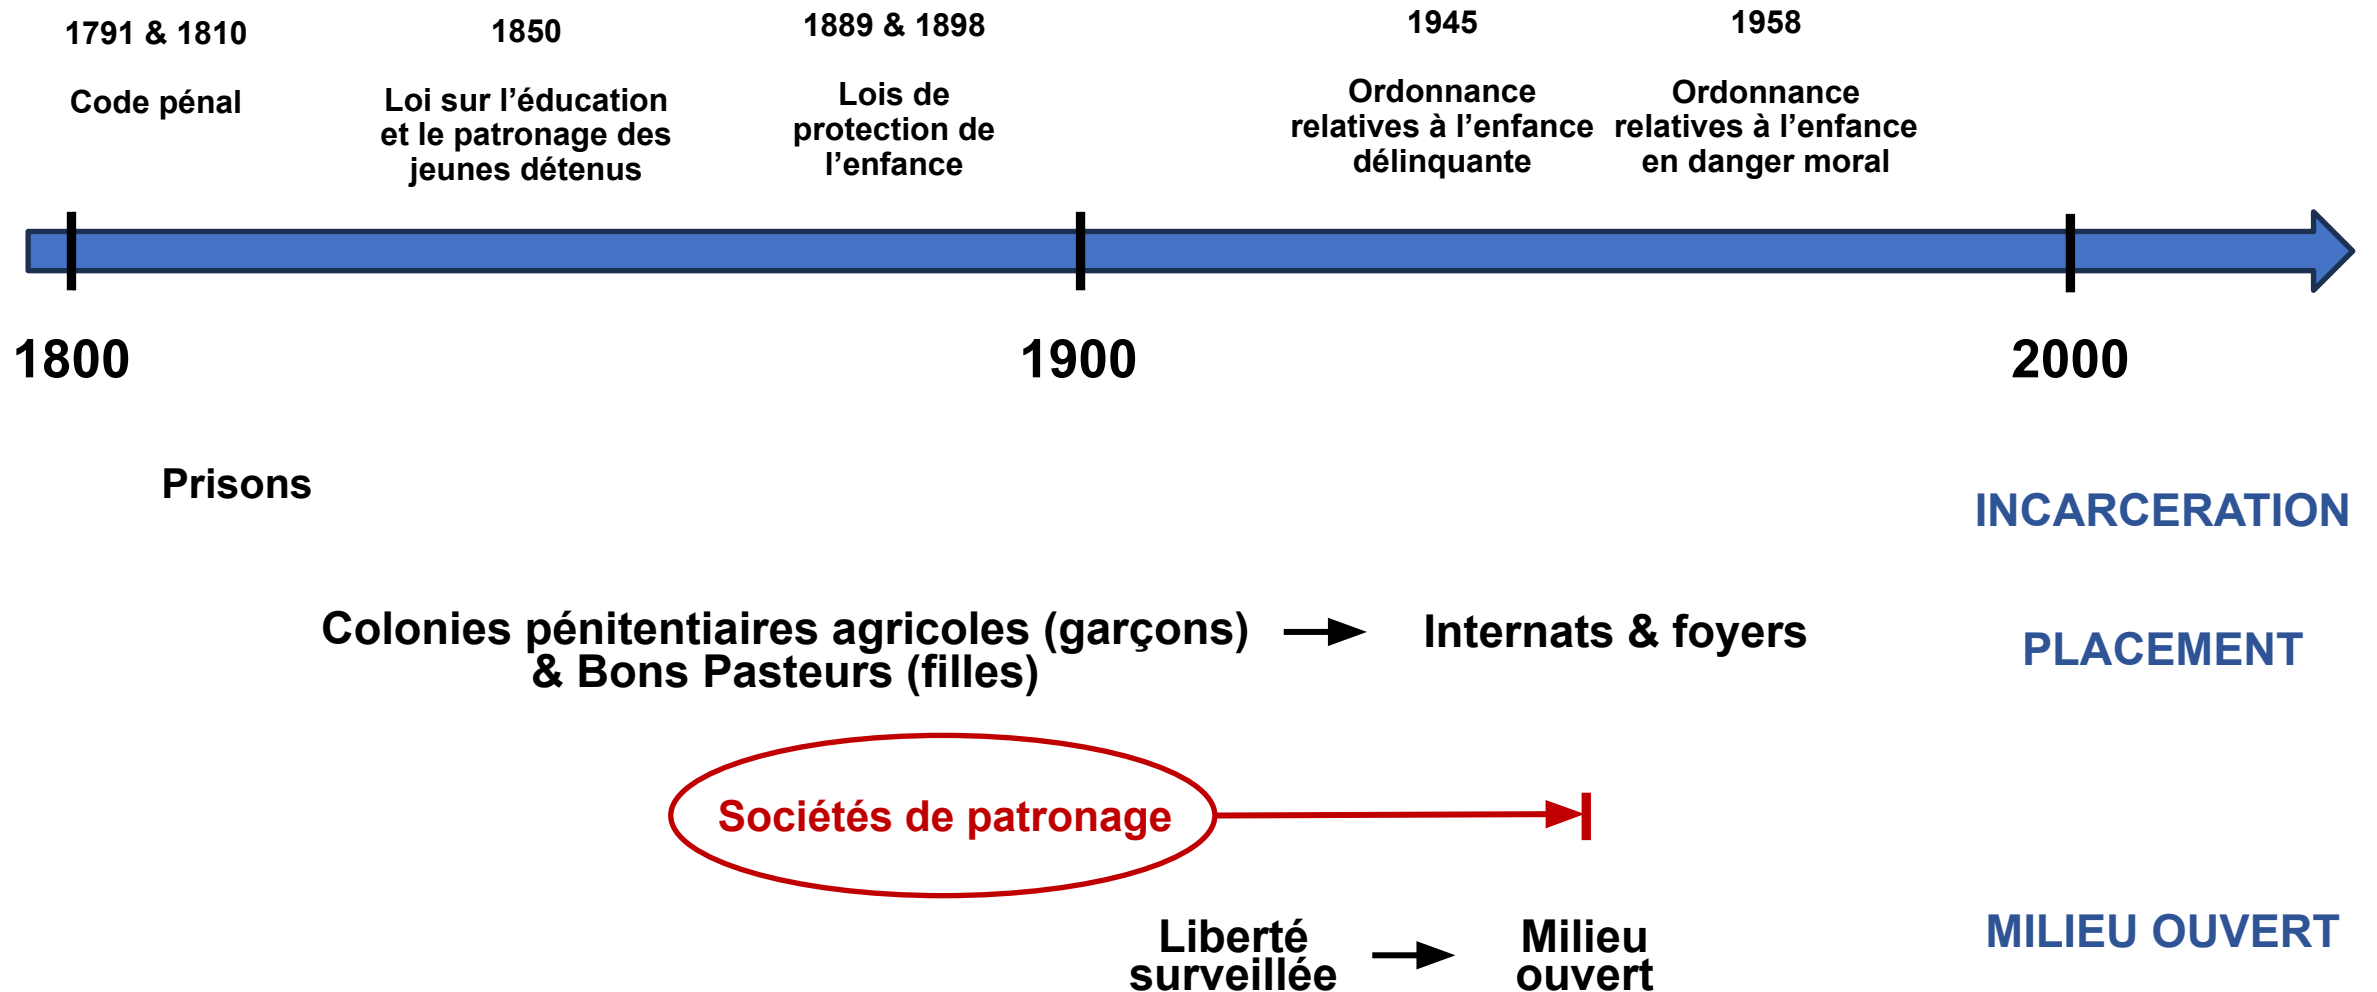 1791 & 1810
Code pénal
1850
Loi sur l’éducation
et le patronage des
jeunes détenus
1889 & 1898
Lois de
protection de
l’enfance
1945
Ordonnance
relatives à l’enfance
délinquante
1958
Ordonnance
relatives à l’enfance
en danger moral
1800
1900
2000
Prisons
INCARCERATION
Colonies pénitentiaires agricoles (garçons)
& Bons Pasteurs (filles)
Internats & foyers
PLACEMENT
Sociétés de patronage
Liberté
surveillée
Milieu
ouvert
MILIEU OUVERT